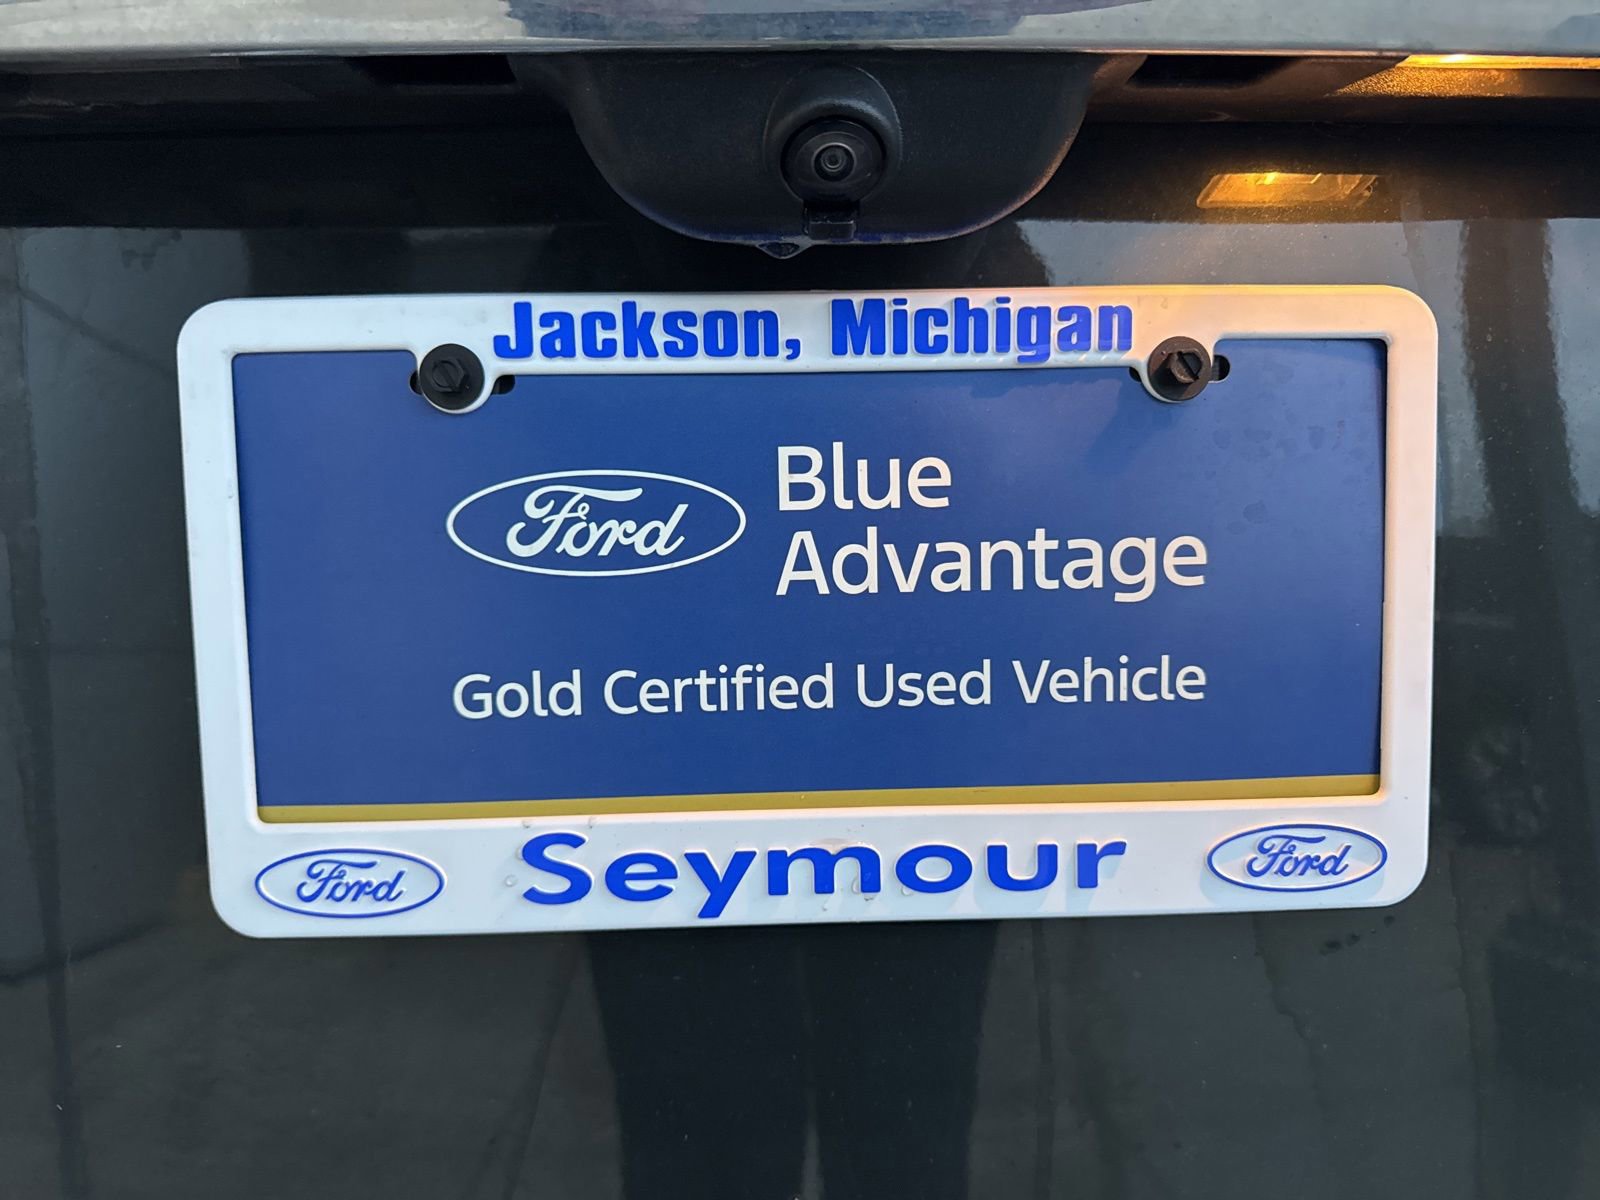 Jackson, Michigan
Ford
Blue
Advantage
Gold Certified Used Vehicle
Ford
Seymour
Ford